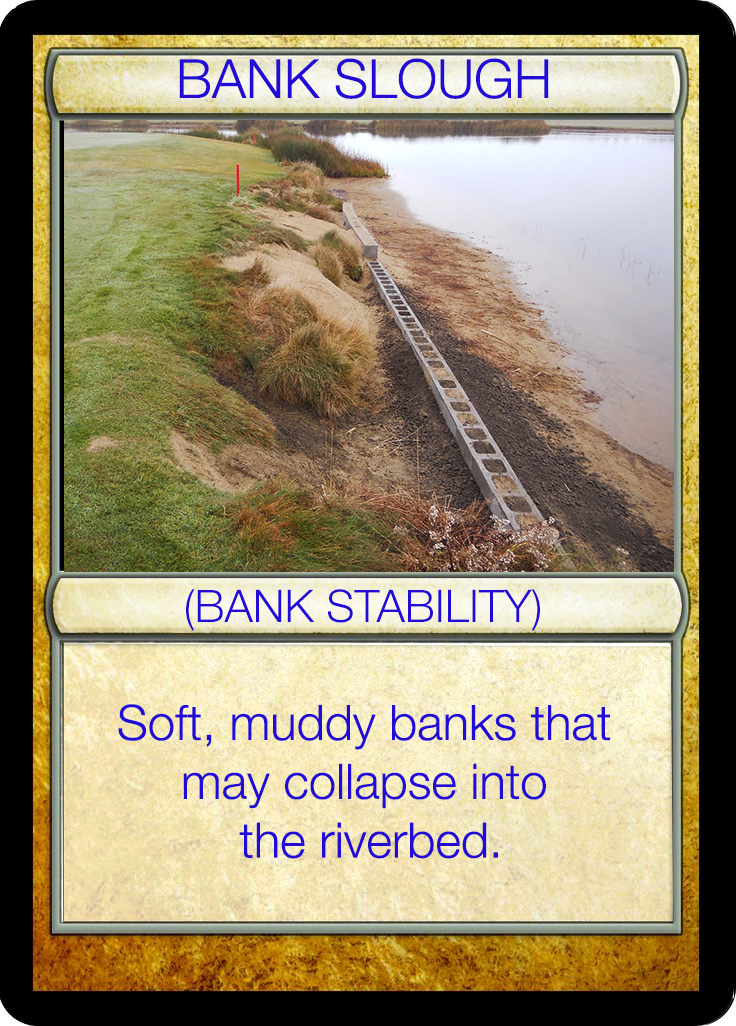 BANK SLOUGH
(BANK STABILITY)
Soft, muddy banks that
may collapse into
the riverbed.